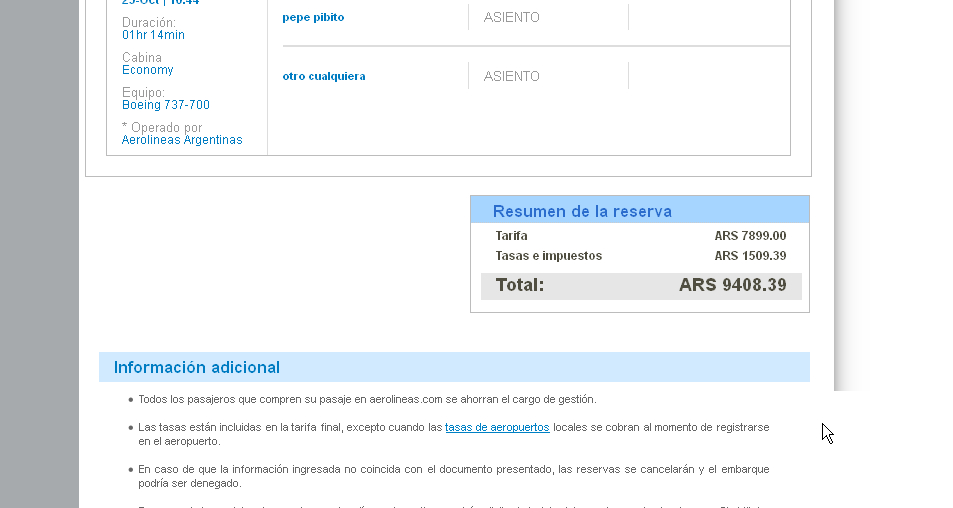 25-Oct | 16:44
Duración:
01hr 14min
Cabina
Economy
Equipo:
Boeing 737-700
* Operado por
Aerolineas Argentinas
pepe pibito ASIENTO
otro cualquiera ASIENTO
Resumen de la reserva
Tarifa ARS 7899.00
Tasas e impuestos ARS 1509.39
Total: ARS 9408.39
Información adicional
• Todos los pasajeros que compren su pasaje en aerolineas.com se ahorran el cargo de gestión.
• Las tasas están incluidas en la tarifa final, excepto cuando las tasas de aeropuertos locales se cobran al momento de registrarse
en el aeropuerto.
• En caso de que la información ingresada no coincida con el documento presentado, las reservas se cancelarán y el embarque
podría ser denegado.